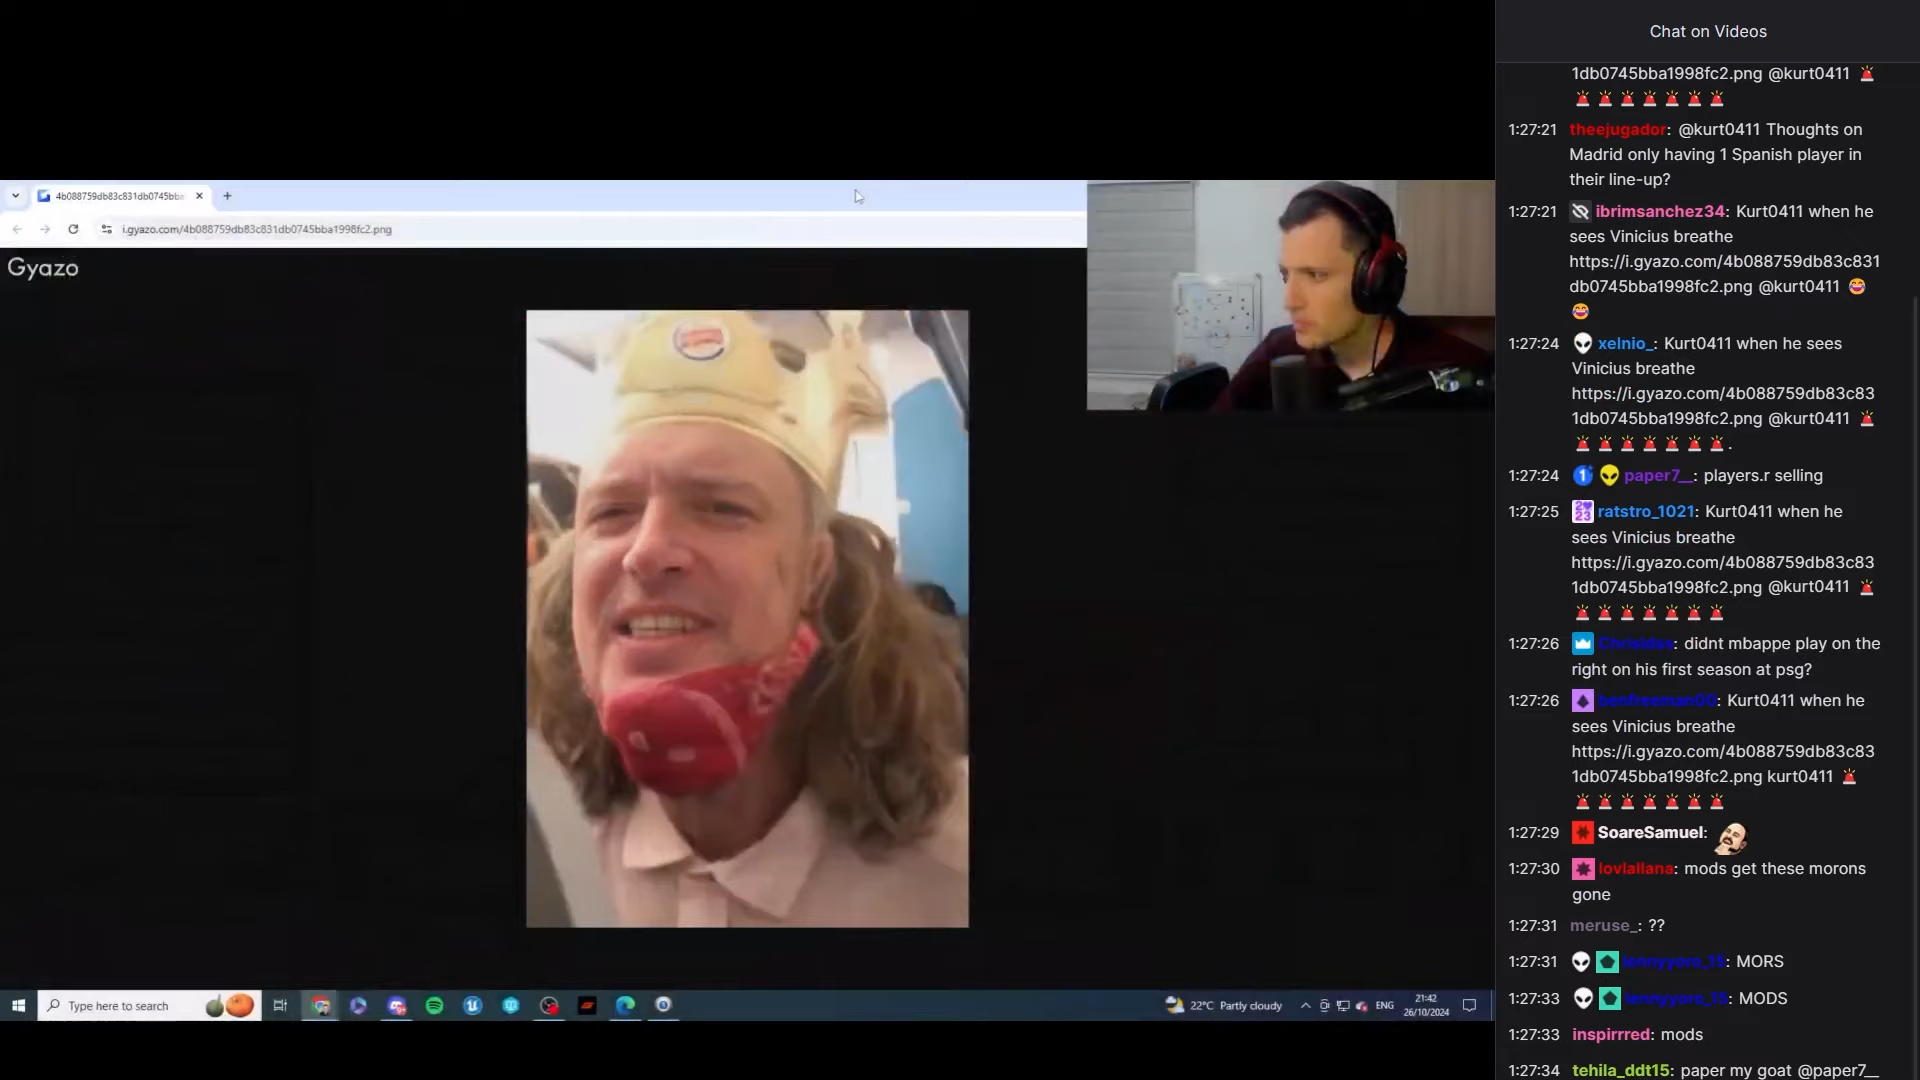 4b088759db83c831db0745bba
i.gyazo.com/4b088759db83c831db0745bba1998fc2.png
Gyazo
Type here to search
22°C Partly cloudy
ENG
21:42
26/10/2024
Chat on Videos
1db0745bba1998fc2.png @kurt0411 🚨
🚨 🚨 🚨 🚨 🚨 🚨 🚨
1:27:21 theejugador: @kurt0411 Thoughts on
Madrid only having 1 Spanish player in
their line-up?
1:27:21 ibrimsanchez34: Kurt0411 when he
sees Vinicius breathe
https://i.gyazo.com/4b088759db83c831
db0745bba1998fc2.png @kurt0411 😂
😂
1:27:24 xelnio_: Kurt0411 when he sees
Vinicius breathe
https://i.gyazo.com/4b088759db83c83
1db0745bba1998fc2.png @kurt0411 🚨
🚨 🚨 🚨 🚨 🚨 🚨 🚨.
1:27:24 paper7__: players.r selling
1:27:25 ratstro_1021: Kurt0411 when he
sees Vinicius breathe
https://i.gyazo.com/4b088759db83c83
1db0745bba1998fc2.png @kurt0411 🚨
🚨 🚨 🚨 🚨 🚨 🚨 🚨
1:27:26 : didnt mbappe play on the
right on his first season at psg?
1:27:26 benfreeman00: Kurt0411 when he
sees Vinicius breathe
https://i.gyazo.com/4b088759db83c83
1db0745bba1998fc2.png kurt0411 🚨
🚨 🚨 🚨 🚨 🚨 🚨 🚨
1:27:29 SoareSamuel:
1:27:30 lovlallana: mods get these morons
gone
1:27:31 meruse_: ??
1:27:31 lennyyoro_15: MORS
1:27:33 lennyyoro_15: MODS
1:27:33 inspirrred: mods
1:27:34 tehila_ddt15: paper my goat @paper7__